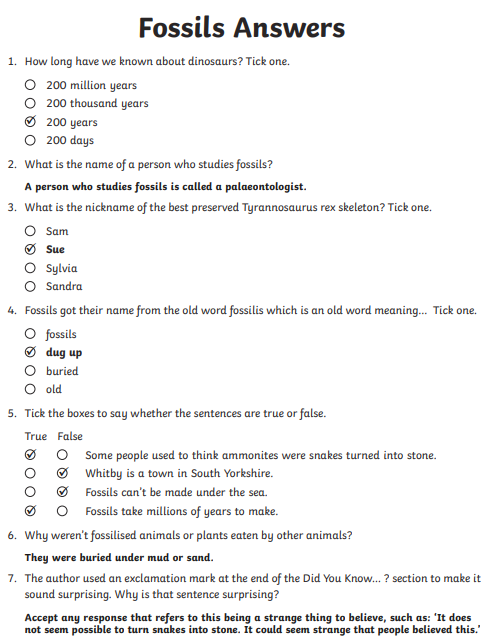 Fossils Answers
1. How long have we known about dinosaurs? Tick one.
200 million years
200 thousand years
200 years
200 days
2. What is the name of a person who studies fossils?
A person who studies fossils is called a palaeontologist.
3. What is the nickname of the best preserved Tyrannosaurus rex skeleton? Tick one.
Sam
Sue
Sylvia
Sandra
4. Fossils got their name from the old word fossilis which is an old word meaning... Tick one.
fossils
dug up
buried
old
5. Tick the boxes to say whether the sentences are true or false.
True False
Some people used to think ammonites were snakes turned into stone.
Whitby is a town in South Yorkshire.
Fossils can't be made under the sea.
Fossils take millions of years to make.
6. Why weren't fossilised animals or plants eaten by other animals?
They were buried under mud or sand.
7. The author used an exclamation mark at the end of the Did You Know... ? section to make it
sound surprising. Why is that sentence surprising?
Accept any response that refers to this being a strange thing to believe, such as: 'It does
not seem possible to turn snakes into stone. It could seem strange that people believed this.'